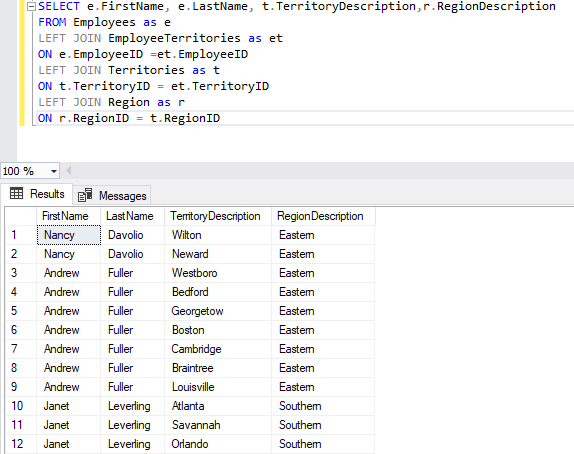 SELECT e.FirstName, e.LastName, t.TerritoryDescription,r.RegionDescription
FROM Employees as e
LEFT JOIN EmployeeTerritories as et
ON e.EmployeeID =et.EmployeeID
LEFT JOIN Territories as t
ON t.TerritoryID = et.TerritoryID
LEFT JOIN Region as r
ON r.RegionID = t.RegionID
100 %
Results Messages
FirstName LastName TerritoryDescription RegionDescription
1 Nancy Davolio Wilton Eastern
2 Nancy Davolio Neward Eastern
3 Andrew Fuller Westboro Eastern
4 Andrew Fuller Bedford Eastern
5 Andrew Fuller Georgetow Eastern
6 Andrew Fuller Boston Eastern
7 Andrew Fuller Cambridge Eastern
8 Andrew Fuller Braintree Eastern
9 Andrew Fuller Louisville Eastern
10 Janet Leverling Atlanta Southern
11 Janet Leverling Savannah Southern
12 Janet Leverling Orlando Southern